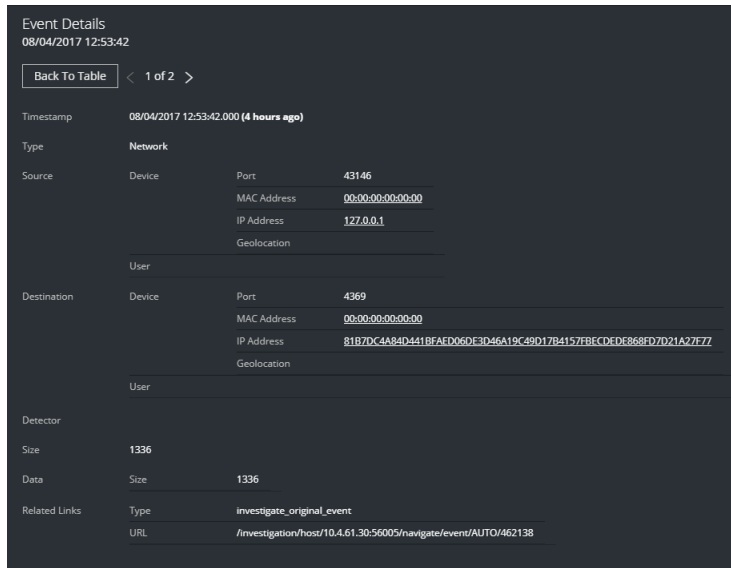 Event Details
08/04/2017 12:53:42
Back To Table < 1 of 2 >
Timestamp 08/04/2017 12:53:42.000 (4 hours ago)
Type Network
Source Device Port 43146
MAC Address 00:00:00:00:00:00
IP Address 127.0.0.1
Geolocation
User
Destination Device Port 4369
MAC Address 00:00:00:00:00:00
IP Address 81B7DC4A84D441BFAED06DE3D46A19C49D17B4157FBECDEDE868FD7D21A27F77
Geolocation
User
Detector
Size 1336
Data Size 1336
Related Links Type investigate_original_event
URL /investigation/host/10.4.61.30:56005/navigate/event/AUTO/462138